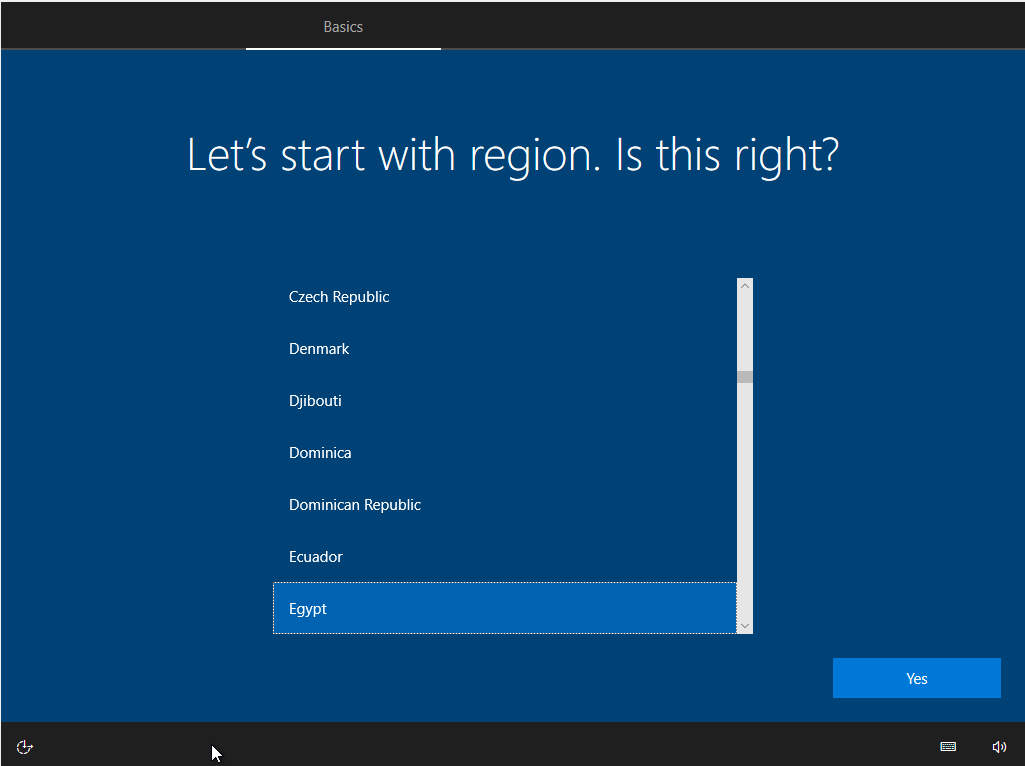 Basics
Let’s start with region. Is this right?
Czech Republic
Denmark
Djibouti
Dominica
Dominican Republic
Ecuador
Egypt
Yes